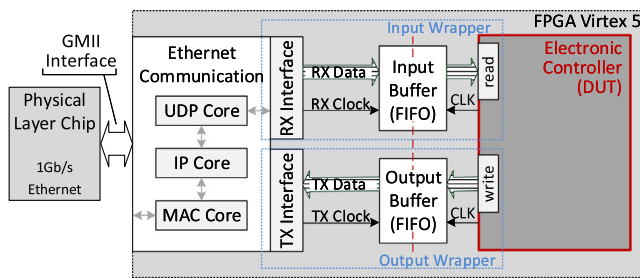 GMII
Interface
Physical
Layer Chip
1Gb/s
Ethernet
FPGA Virtex 5
Ethernet
Communication
UDP Core
IP Core
MAC Core
RX Interface
TX Interface
Input Wrapper
RX Data
RX Clock
Input
Buffer
(FIFO)
CLK
read
Electronic
Controller
(DUT)
TX Data
TX Clock
Output
Buffer
(FIFO)
CLK
write
Output Wrapper